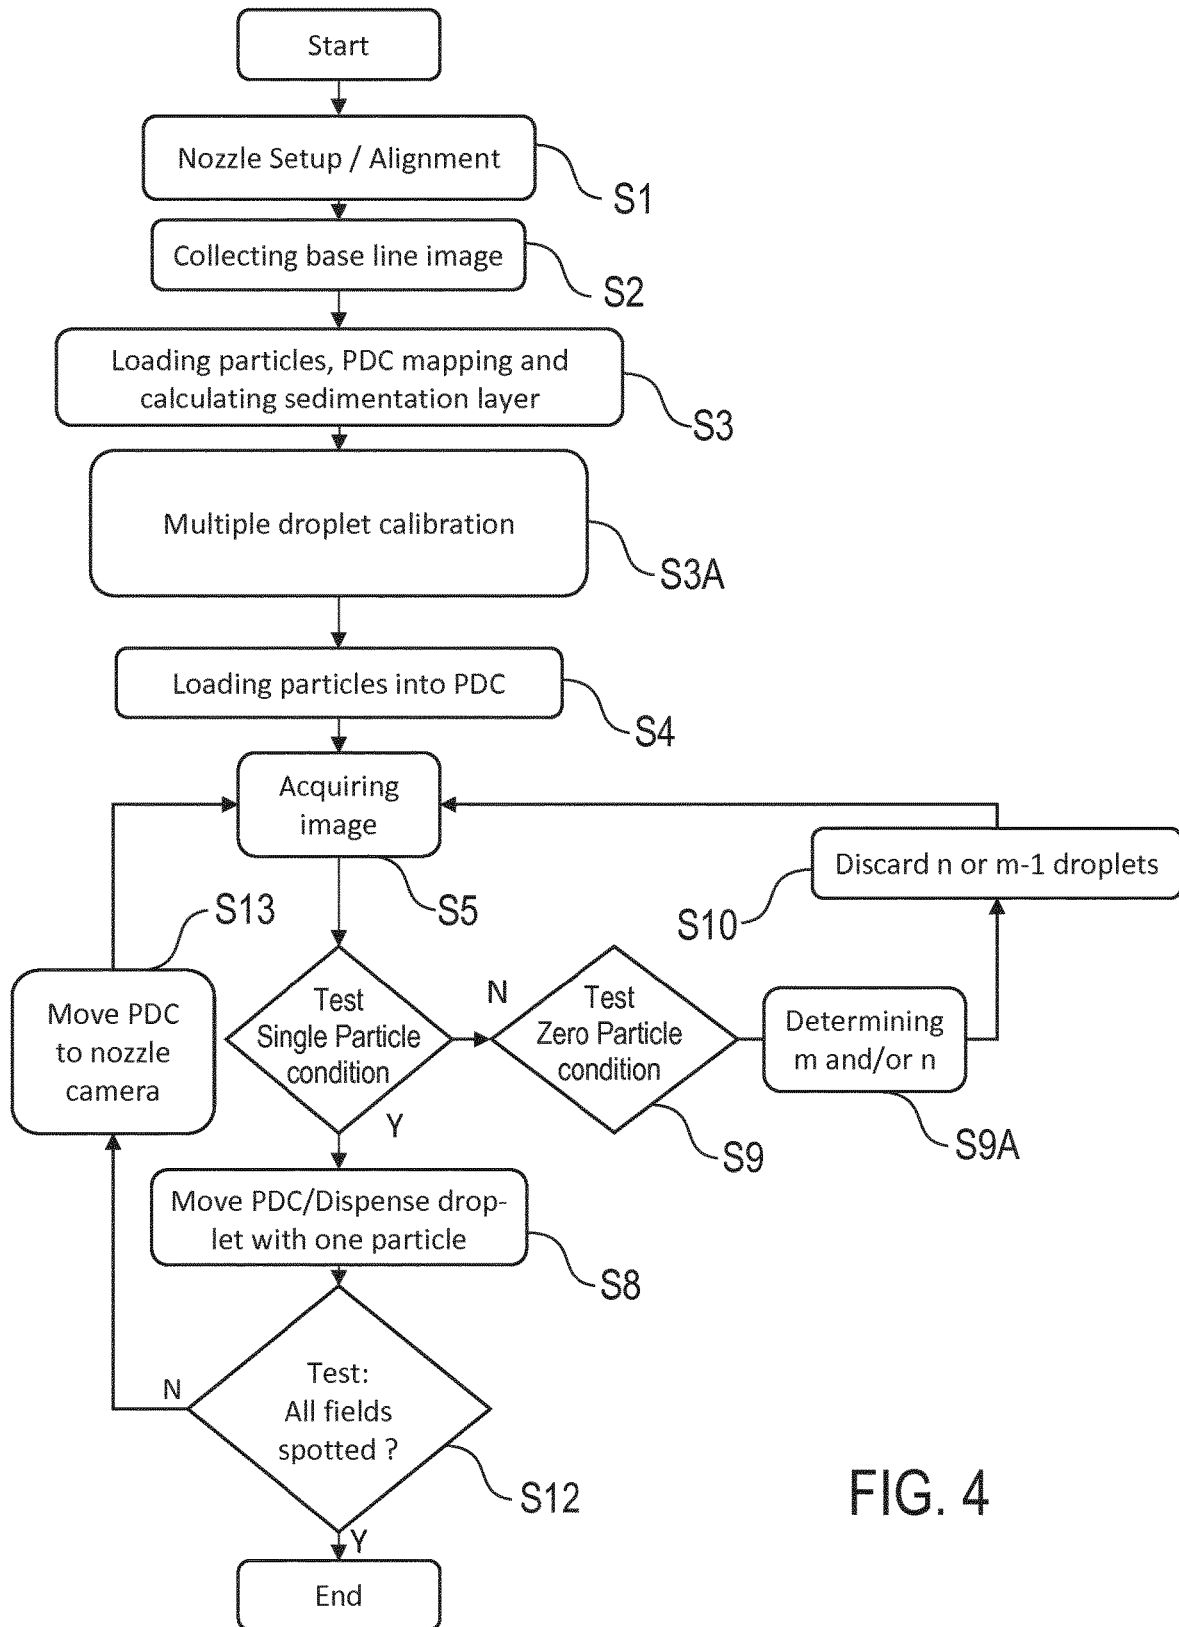 Start
Nozzle Setup / Alignment
S1
Collecting base line image
S2
Loading particles, PDC mapping and
calculating sedimentation layer
S3
Multiple droplet calibration
S3A
Loading particles into PDC
S4
Acquiring
image
S5
Discard n or m-1 droplets
S10
S13
Move PDC
to nozzle
camera
Test
Single Particle
condition
N
Y
Test
Zero Particle
condition
S9
Determining
m and/or n
S9A
Move PDC/Dispense drop-
let with one particle
S8
Test:
All fields
spotted ?
N
S12
Y
End
FIG. 4